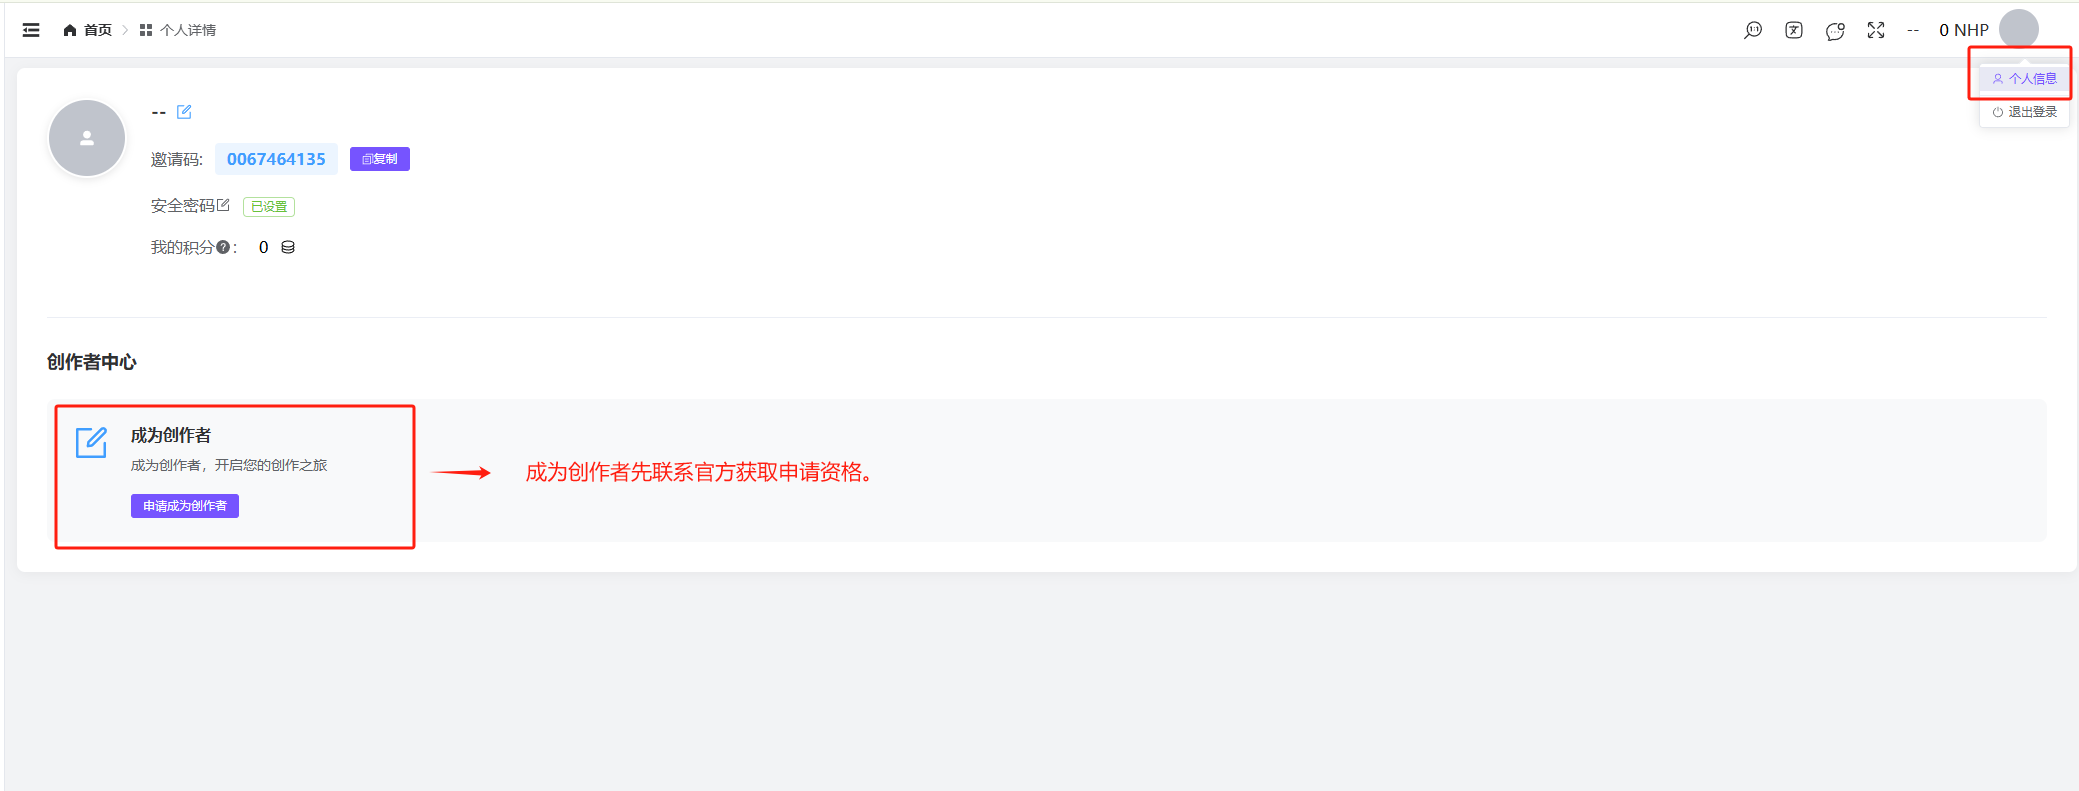 首页 > 个人详情
-- 0 NHP
个人信息
退出登录
--
邀请码: 0067464135 复制
安全密码 已设置
我的积分?: 0
创作者中心
成为创作者
成为创作者，开启您的创作之旅
申请成为创作者
成为创作者先联系官方获取申请资格。